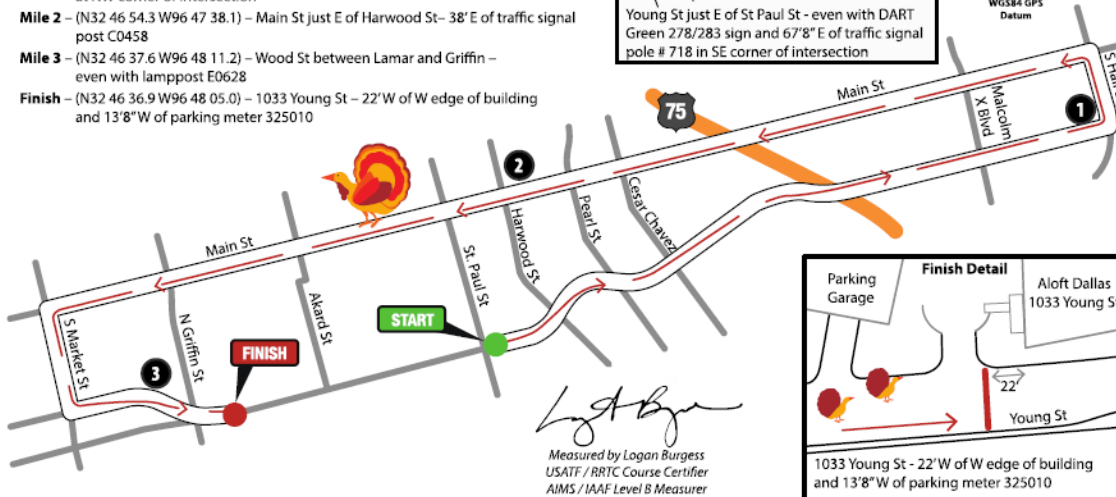 Mile 2 – (N32 46 54.3 W96 47 38.1) – Main St just E of Harwood St– 38’ E of traffic signal
post C0458
Mile 3 – (N32 46 37.6 W96 48 11.2) – Wood St between Lamar and Griffin –
even with lamppost E0628
Finish – (N32 46 36.9 W96 48 05.0) – 1033 Young St – 22’ W of W edge of building
and 13’8” W of parking meter 325010
Young St just E of St Paul St - even with DART
Green 278/283 sign and 67’8” E of traffic signal
pole # 718 in SE corner of intersection
WGS84 GPS
Datum
Main St
Malcolm
X Blvd
1
75
2
Cesar Chavez
Pearl St
Harwood St
St. Paul St
Main St
Akard St
N Griffin St
S Market St
START
FINISH
3
Measured by Logan Burgess
USATF / RRTC Course Certifier
AIMS / IAAF Level B Measurer
Finish Detail
Parking
Garage
Aloft Dallas
1033 Young St
22’
Young St
1033 Young St - 22’ W of W edge of building
and 13’8” W of parking meter 325010